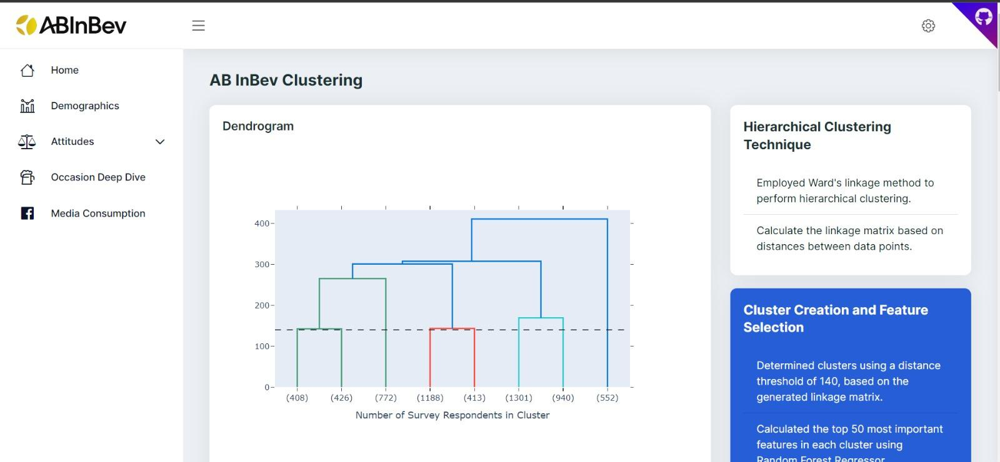 ABInBev
Home
Demographics
Attitudes
Occasion Deep Dive
Media Consumption
AB InBev Clustering
Dendrogram
400
300
200
100
0
(408) (426) (772) (1188) (413) (1301) (940) (552)
Number of Survey Respondents in Cluster
Hierarchical Clustering
Technique
Employed Ward's linkage method to
perform hierarchical clustering.
Calculate the linkage matrix based on
distances between data points.
Cluster Creation and Feature
Selection
Determined clusters using a distance
threshold of 140, based on the
generated linkage matrix.
Calculated the top 50 most important
features in each cluster using
Random Forest Regressor